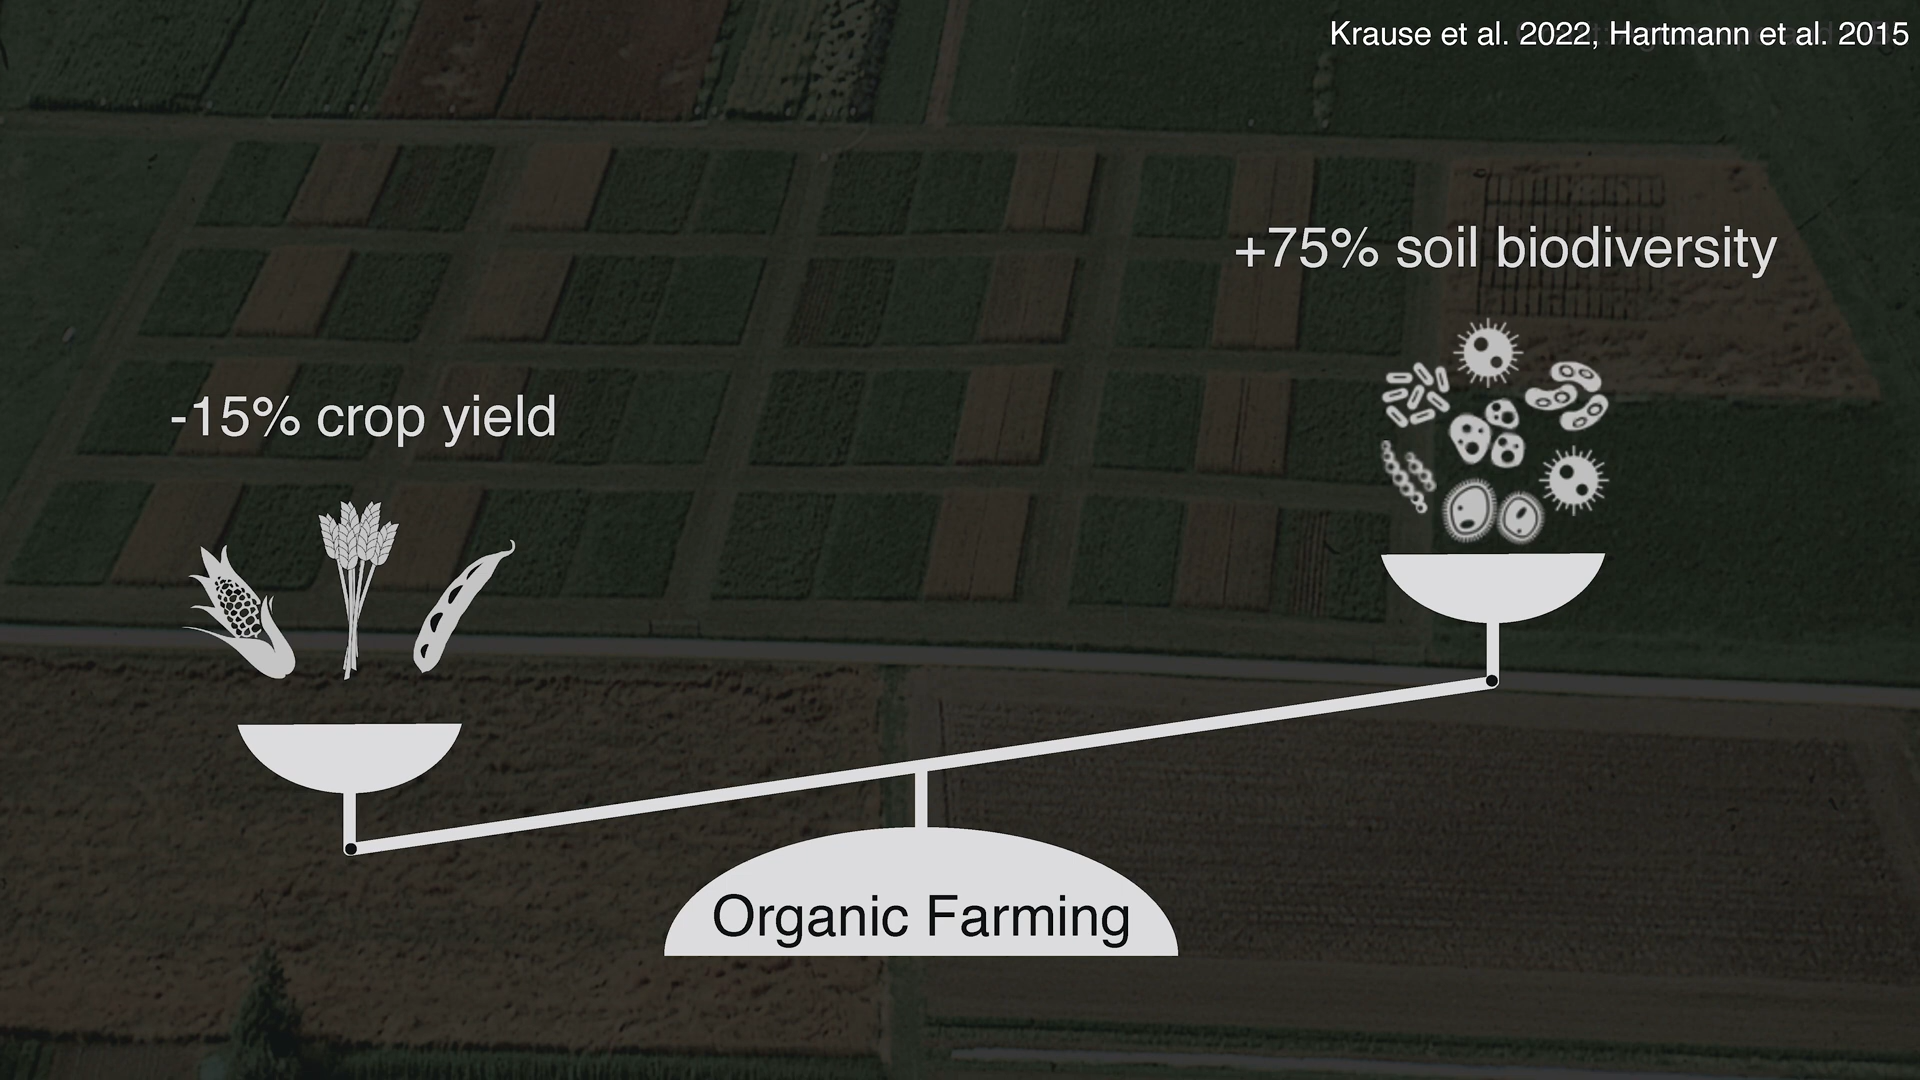 Krause et al. 2022, Hartmann et al. 2015
+75% soil biodiversity
-15% crop yield
Organic Farming